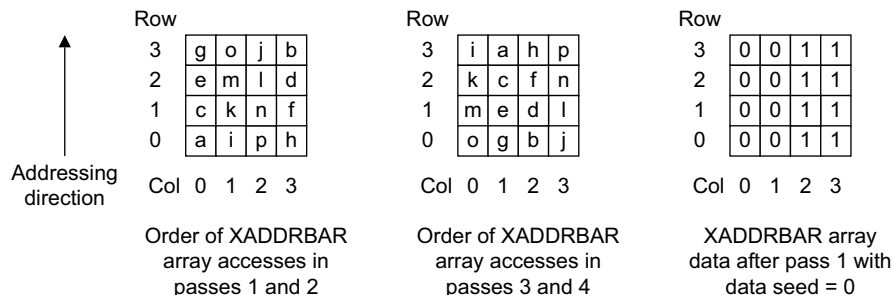 Row
3 g o j b
2 e m l d
1 c k n f
0 a i p h
Col 0 1 2 3
Addressing
direction
Order of XADDRBAR
array accesses in
passes 1 and 2
Row
3 i a h p
2 k c f n
1 m e d l
0 o g b j
Col 0 1 2 3
Order of XADDRBAR
array accesses in
passes 3 and 4
Row
3 0 0 1 1
2 0 0 1 1
1 0 0 1 1
0 0 0 1 1
Col 0 1 2 3
XADDRBAR array
data after pass 1 with
data seed = 0